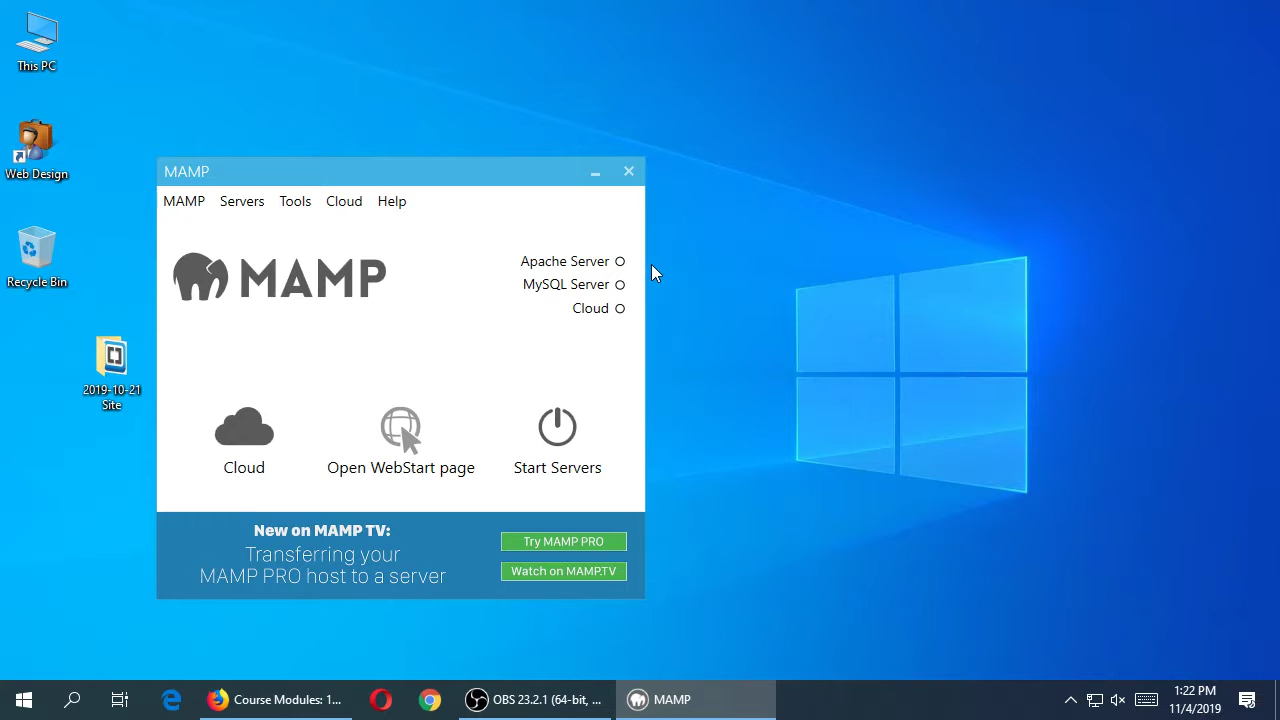 This PC
Web Design
Recycle Bin
2019-10-21
Site
MAMP
MAMP Servers Tools Cloud Help
MAMP
Apache Server
MySQL Server
Cloud
Cloud
Open WebStart page
Start Servers
New on MAMP TV:
Transferring your
MAMP PRO host to a server
Try MAMP PRO
Watch on MAMP.TV
Course Modules: 1...
OBS 23.2.1 (64-bit, ...
MAMP
1:22 PM
11/4/2019